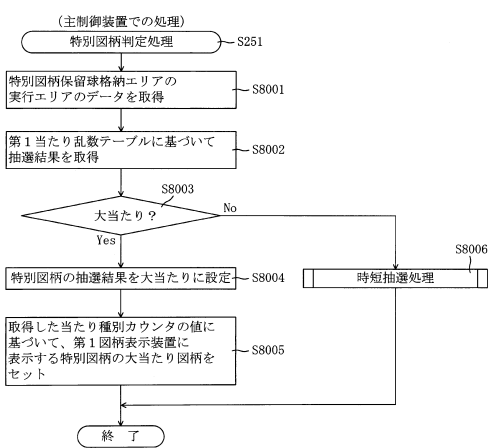 (主制御装置での処理)
特別図柄判定処理
S251
特別図柄保留球格納エリアの
実行エリアのデータを取得
S8001
第1当たり乱数テーブルに基づいて
抽選結果を取得
S8002
S8003
大当たり?
No
Yes
特別図柄の抽選結果を大当たりに設定
S8004
S8006
時短抽選処理
取得した当たり種別カウンタの値に
基づいて、第1図柄表示装置に
表示する特別図柄の大当たり図柄を
セット
S8005
終 了